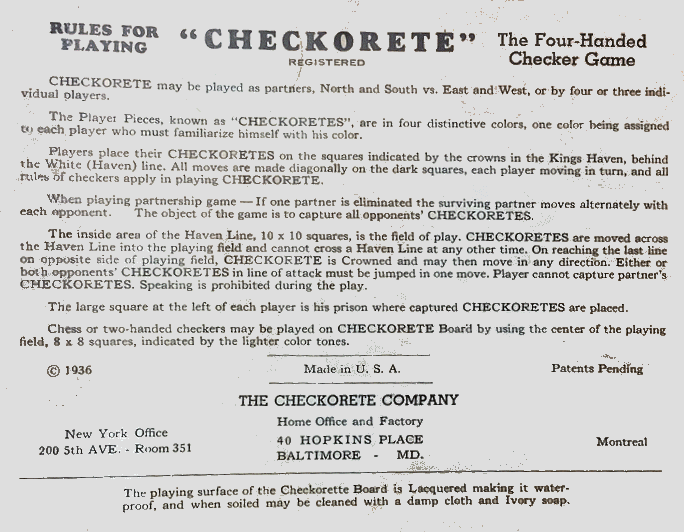 RULES FOR PLAYING "CHECKORETE" The Four-Handed Checker Game
REGISTERED
CHECKORETE may be played as partners, North and South vs. East and West, or by four or three indi-
vidual players.
The Player Pieces, known as "CHECKORETES", are in four distinctive colors, one color being assigned
to each player who must familiarize himself with his color.
Players place their CHECKORETES on the squares indicated by the crowns in the Kings Haven, behind
the White (Haven) line. All moves are made diagonally on the dark squares, each player moving in turn, and all
rules of checkers apply in playing CHECKORETE.
When playing partnership game — If one partner is eliminated the surviving partner moves alternately with
each opponent. The object of the game is to capture all opponents' CHECKORETES.
The inside area of the Haven Line, 10 x 10 squares, is the field of play. CHECKORETES are moved across
the Haven Line into the playing field and cannot cross a Haven Line at any other time. On reaching the last line
on opposite side of playing field, CHECKORETE is Crowned and may then move in any direction. Either or
both opponents' CHECKORETES in line of attack must be jumped in one move. Player cannot capture partner's
CHECKORETES. Speaking is prohibited during the play.
The large square at the left of each player is his prison where captured CHECKORETES are placed.
Chess or two-handed checkers may be played on CHECKORETE Board by using the center of the playing
field, 8 x 8 squares, indicated by the lighter color tones.
© 1936 Made in U. S. A. Patents Pending
THE CHECKORETE COMPANY
Home Office and Factory
40 HOPKINS PLACE
BALTIMORE - MD.
New York Office
200 5th AVE. - Room 351
Montreal
The playing surface of the Checkorette Board is Lacquered making it water-
proof, and when soiled may be cleaned with a damp cloth and Ivory soap.